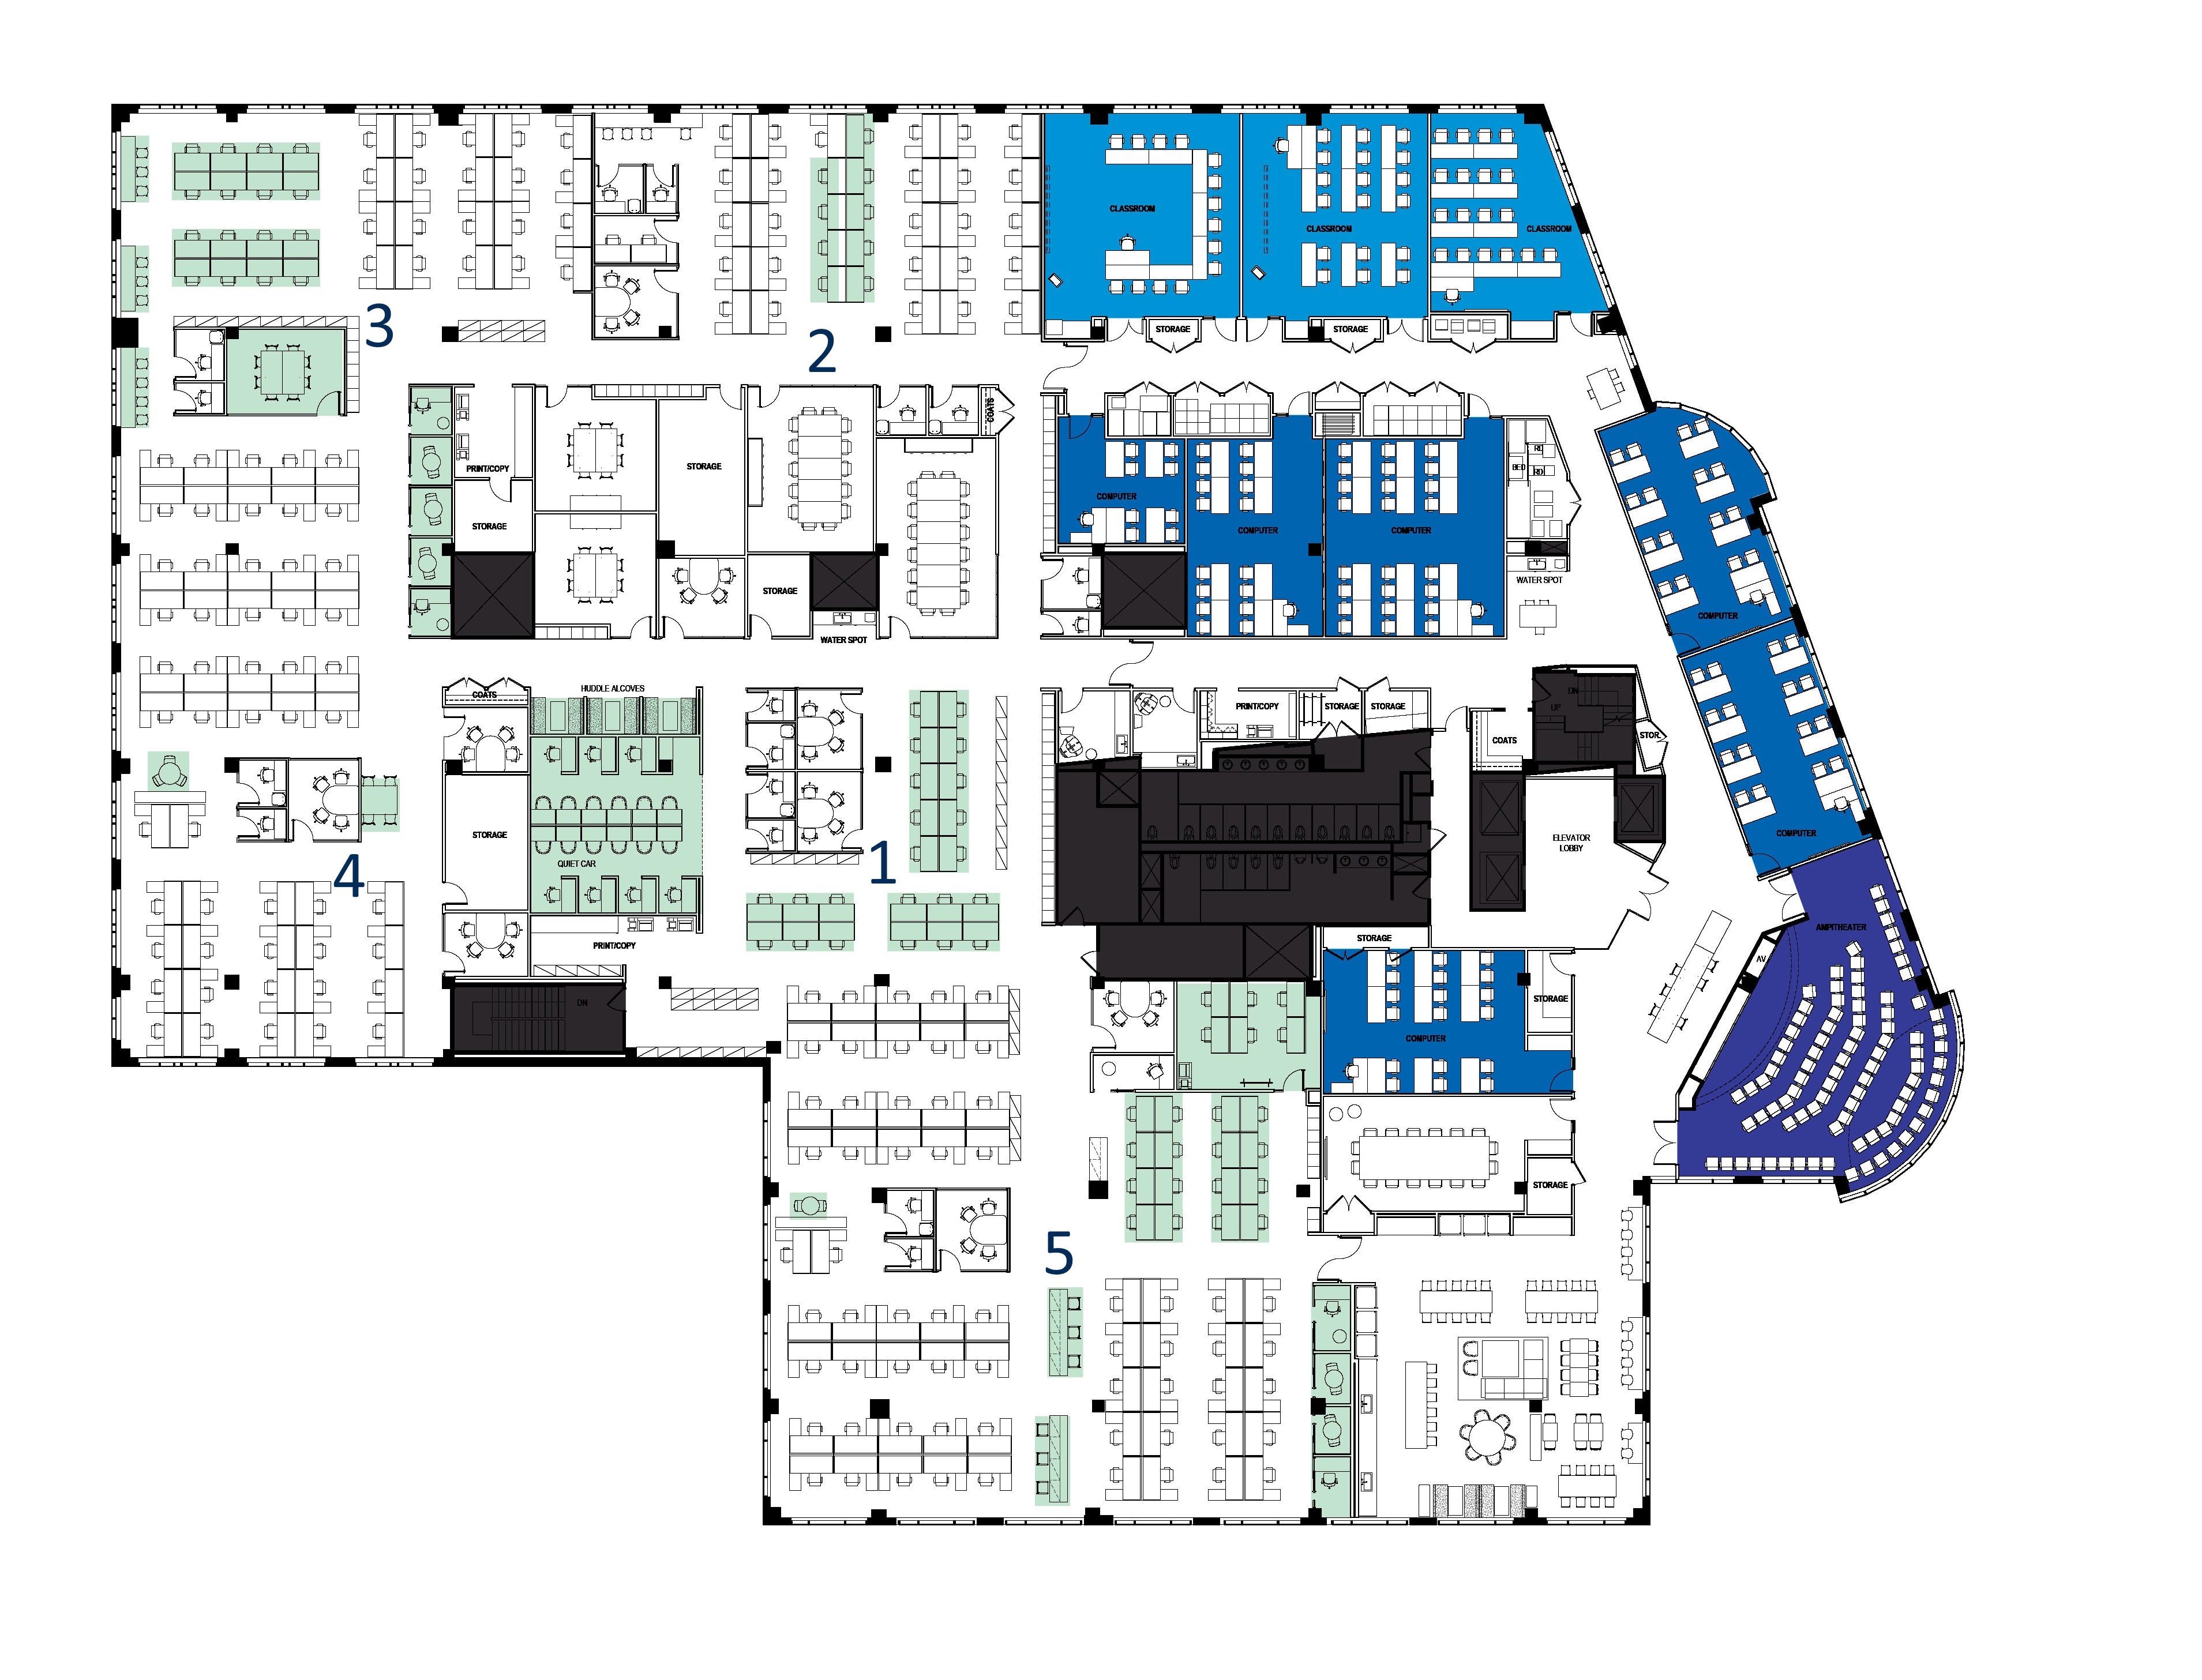 CLASSROOM
CLASSROOM
CLASSROOM
3
STORAGE
STORAGE
2
COATS
PRINT/COPY
STORAGE
RD
BED
RD
COMPUTER
STORAGE
COMPUTER
COMPUTER
WATER SPOT
STORAGE
COMPUTER
WATER SPOT
HUDDLE ALCOVES
COATS
DN
UP
PRINT/COPY
STORAGE
STORAGE
COATS
STOR.
STORAGE
COMPUTER
ELEVATOR
LOBBY
QUIET CAR
1
4
AMPITHEATER
STORAGE
PRINT/COPY
AV
DN
STORAGE
COMPUTER
STORAGE
5